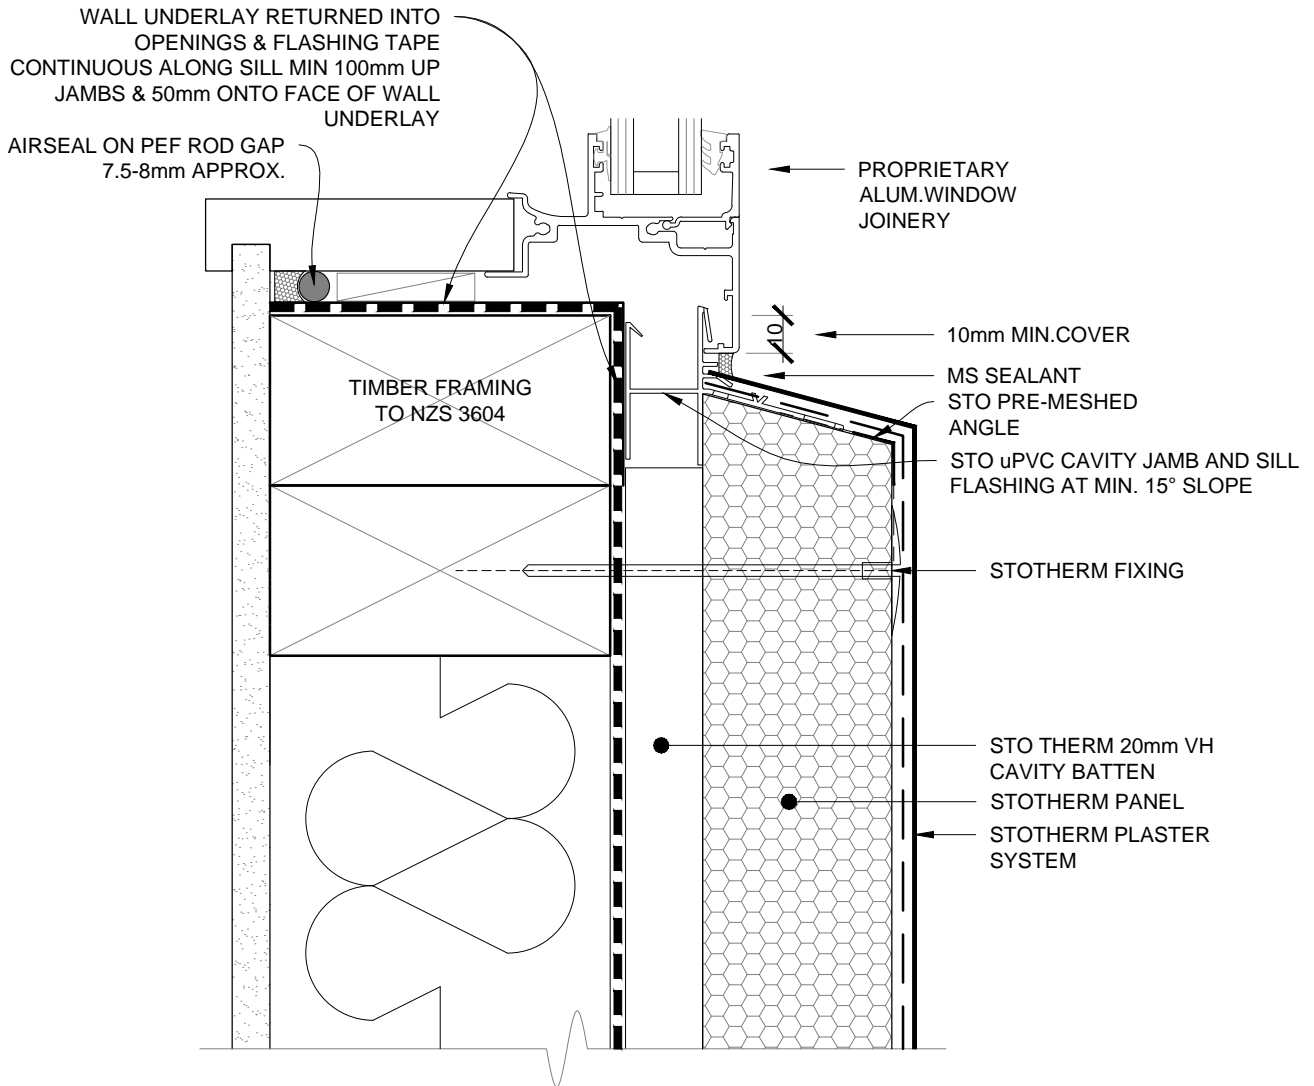 WALL UNDERLAY RETURNED INTO
OPENINGS & FLASHING TAPE
CONTINUOUS ALONG SILL MIN 100mm UP
JAMBS & 50mm ONTO FACE OF WALL
UNDERLAY
AIRSEAL ON PEF ROD GAP
7.5-8mm APPROX.
PROPRIETARY
ALUM.WINDOW
JOINERY
10
10mm MIN.COVER
MS SEALANT
STO PRE-MESHED
ANGLE
STO uPVC CAVITY JAMB AND SILL
FLASHING AT MIN. 15° SLOPE
TIMBER FRAMING
TO NZS 3604
STOTHERM FIXING
STO THERM 20mm VH
CAVITY BATTEN
STOTHERM PANEL
STOTHERM PLASTER
SYSTEM